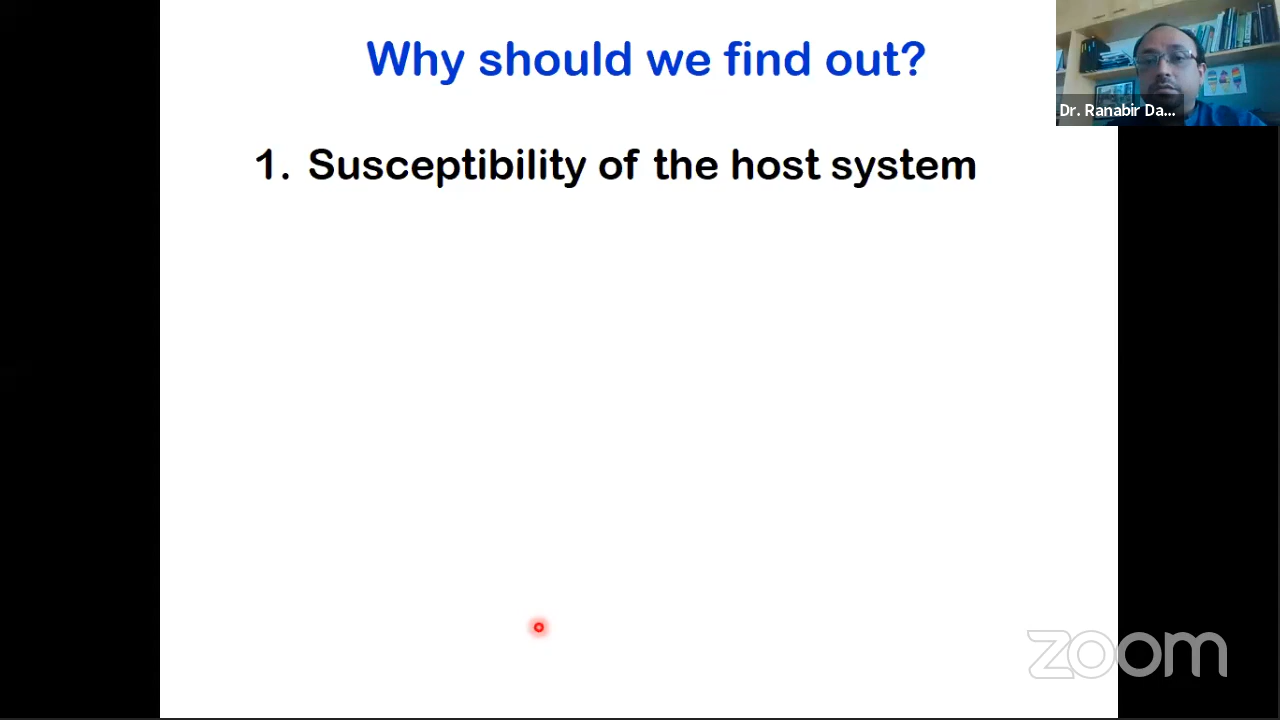 Why should we find out?
Dr. Ranabir Da...
1. Susceptibility of the host system
zoom